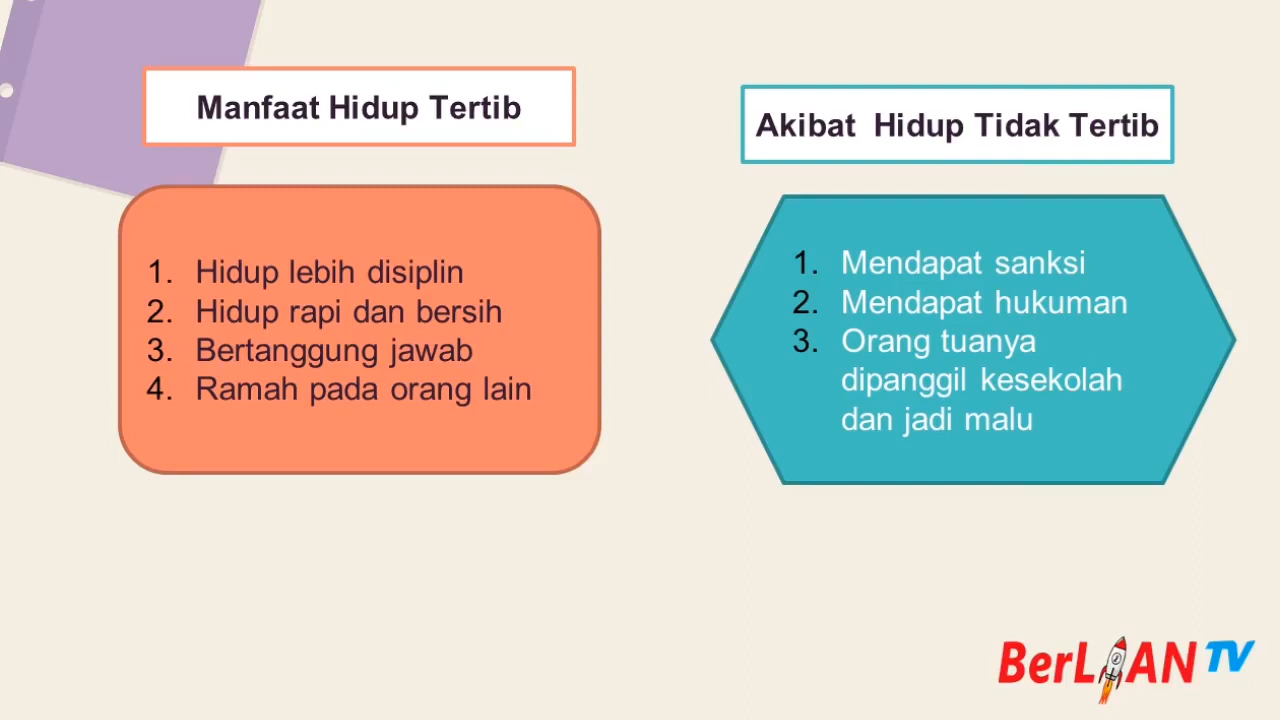 Manfaat Hidup Tertib
1. Hidup lebih disiplin
2. Hidup rapi dan bersih
3. Bertanggung jawab
4. Ramah pada orang lain
Akibat Hidup Tidak Tertib
1. Mendapat sanksi
2. Mendapat hukuman
3. Orang tuanya
dipanggil kesekolah
dan jadi malu
BerLIAN TV